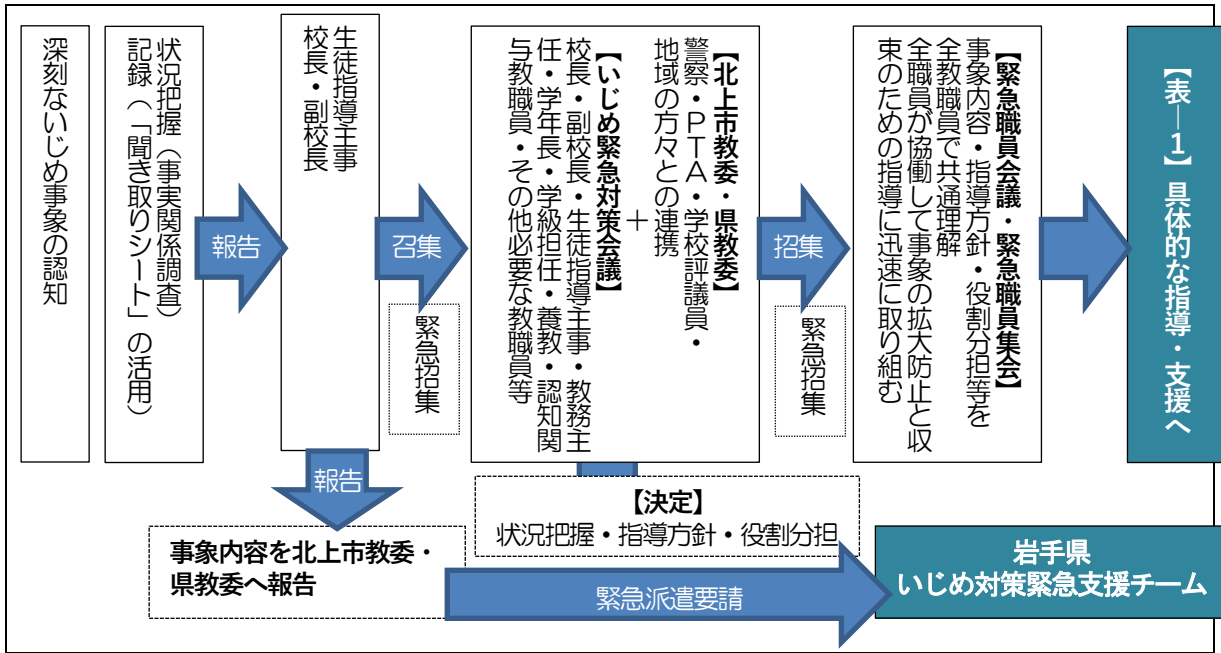 深刻ないじめ事象の認知
状況把握（事実関係調査）
記録（「聞き取りシート」の活用）
報告
生徒指導主事
校長・副校長
召集
緊急招集
【北上市教委・県教委】
警察・ＰＴＡ・学校評議員・
地域の方々との連携
＋
【いじめ緊急対策会議】
校長・副校長・生徒指導主事・教務主
任・学年長・学級担任・養教・認知関
与教職員・その他必要な教職員等
招集
緊急招集
【緊急職員会議・緊急職員集会】
事象内容・指導方針・役割分担等を
全教職員で共通理解
全職員が協働して事象の拡大防止と収
束のための指導に迅速に取り組む
【表―１】具体的な指導・支援へ
報告
【決定】
状況把握・指導方針・役割分担
事象内容を北上市教委・
県教委へ報告
緊急派遣要請
岩手県
いじめ対策緊急支援チーム